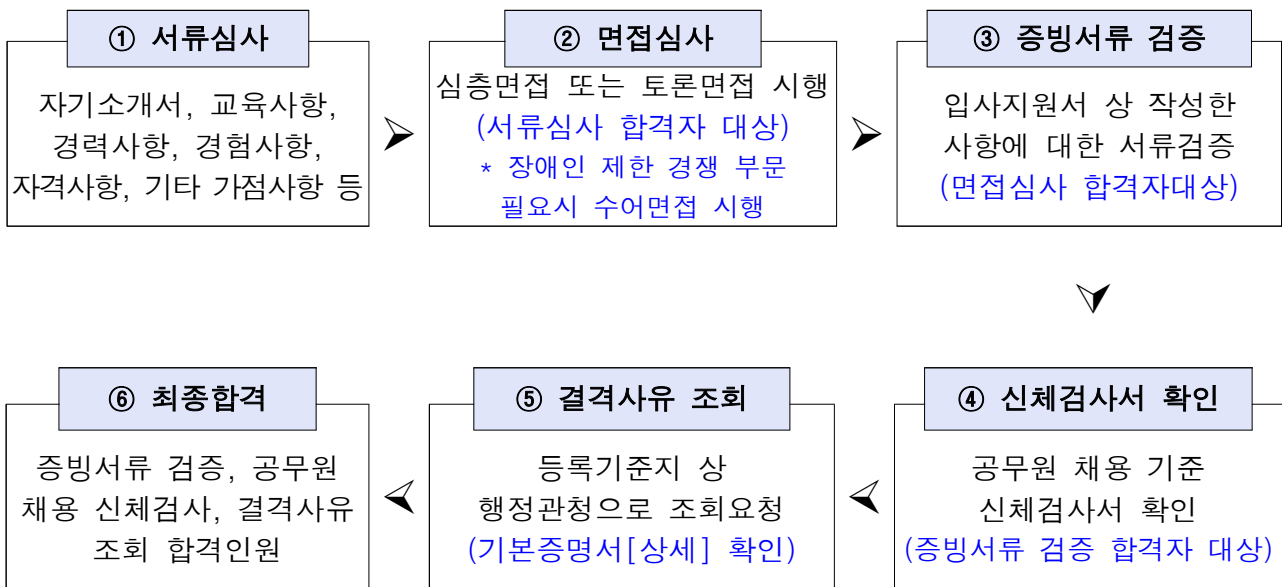 ① 서류심사
자기소개서, 교육사항,
경력사항, 경험사항,
자격사항, 기타 가점사항 등
② 면접심사
심층면접 또는 토론면접 시행
(서류심사 합격자 대상)
* 장애인 제한 경쟁 부문
필요시 수어면접 시행
③ 증빙서류 검증
입사지원서 상 작성한
사항에 대한 서류검증
(면접심사 합격자대상)
④ 신체검사서 확인
공무원 채용 기준
신체검사서 확인
(증빙서류 검증 합격자 대상)
⑤ 결격사유 조회
등록기준지 상
행정관청으로 조회요청
(기본증명서[상세] 확인)
⑥ 최종합격
증빙서류 검증, 공무원
채용 신체검사, 결격사유
조회 합격인원